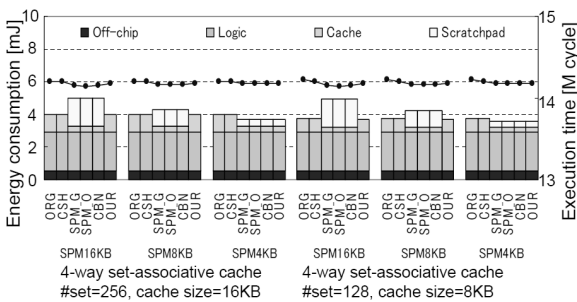 10
8
6
4
2
0
Energy consumption [mJ]
Off-chip Logic Cache Scratchpad
15
14
13
Execution time [M cycle]
ORG CSH SPM_G SPM_O CBN OUR ORG CSH SPM_G SPM_O CBN OUR ORG CSH SPM_G SPM_O CBN OUR ORG CSH SPM_G SPM_O CBN OUR ORG CSH SPM_G SPM_O CBN OUR ORG CSH SPM_G SPM_O CBN OUR
SPM16KB SPM8KB SPM4KB SPM16KB SPM8KB SPM4KB
4-way set-associative cache
#set=256, cache size=16KB
4-way set-associative cache
#set=128, cache size=8KB